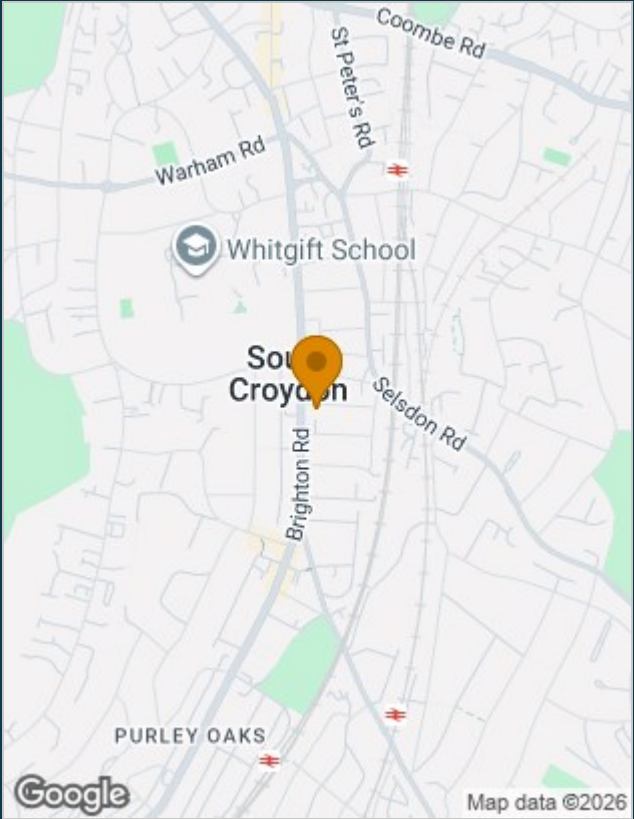 Coombe Rd
St Peter's Rd
Warham Rd
Whitgift School
South
Croydon
Selsdon Rd
Brighton Rd
PURLEY OAKS
Google
Map data ©2026